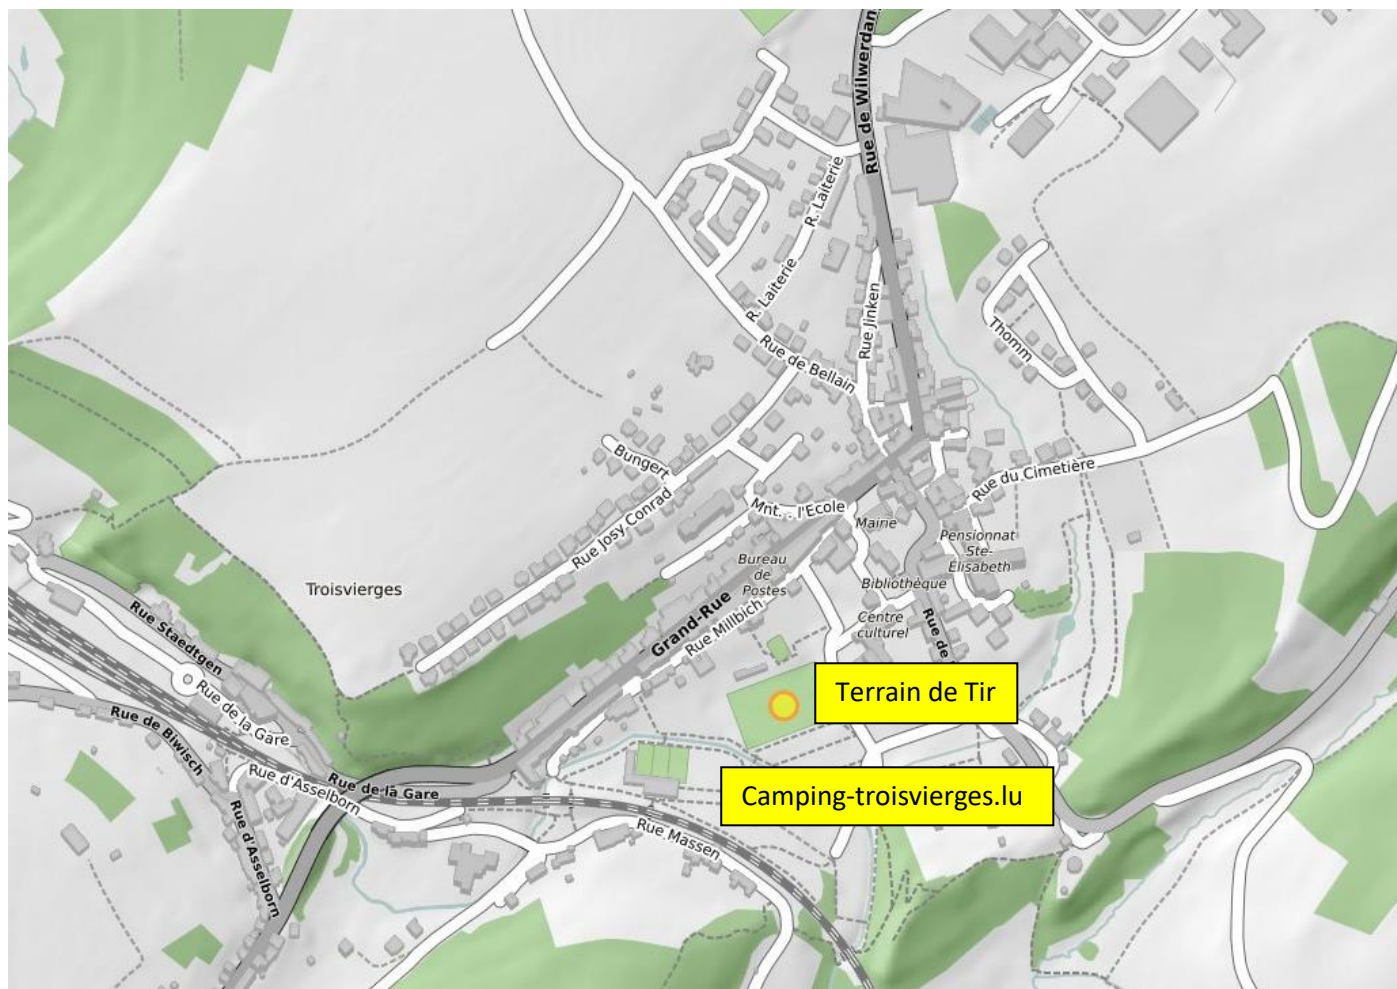 Rue de Wilwerdan
R. Laiterie
R. Laiterie
Rue Jinken
Thomm
Rue de Bellain
Bungert
Rue Josy Conrad
Mnt. . l'Ecole
Rue du Cimetière
Mairie
Pensionnat
Ste-
Elisabeth
Bureau
de
Postes
Bibliothèque
Troisvierges
Grand-Rue
Rue Millbich
Centre
culturel
Rue de
Rue Staedtgen
Rue de la Gare
Terrain de Tir
Rue de Biwisch
Rue d'Asselborn
Rue de la Gare
Camping-troisvierges.lu
Rue d'Asselborn
Rue Massen